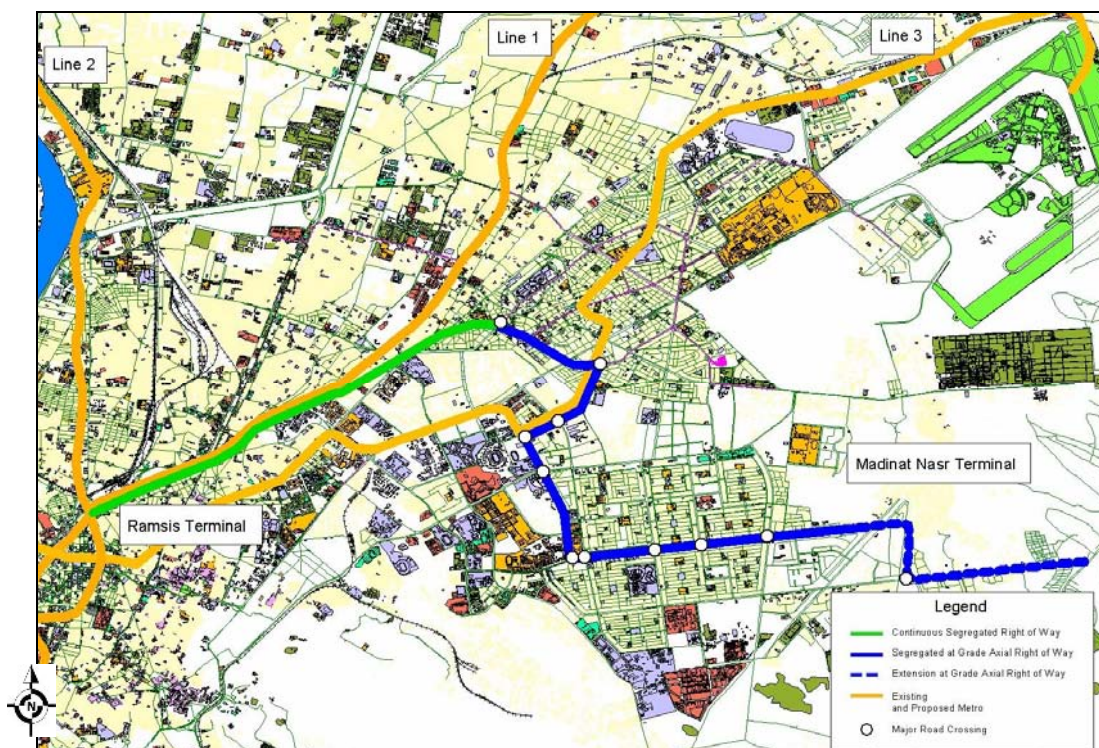 Line 1
Line 3
Line 2
Madinat Nasr Terminal
Ramsis Terminal
Legend
Continuous Segregated Right of Way
Segregated at Grade Axial Right of Way
Extension at Grade Axial Right of Way
Existing
and Proposed Metro
Major Road Crossing
N